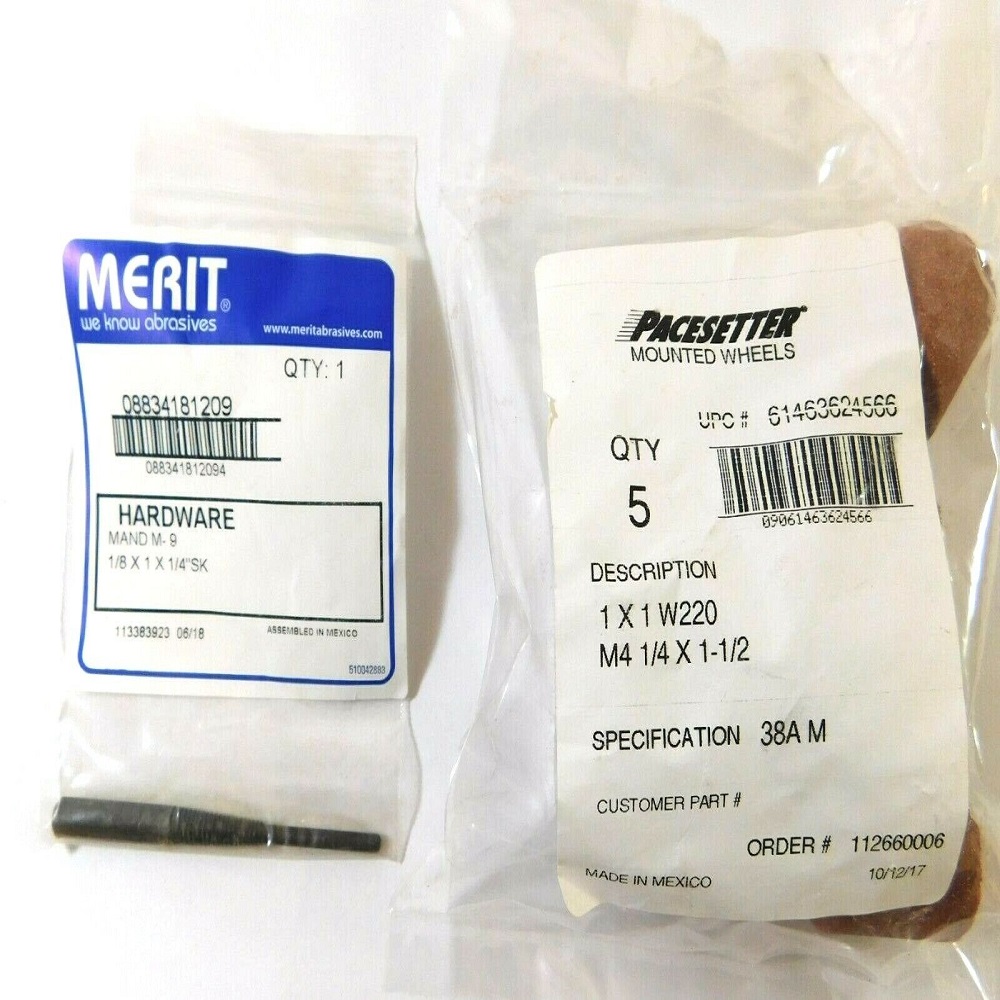 MERIT®
we know abrasives
www.meritabrasives.com
QTY: 1
08834181209
088341812094
HARDWARE
MAND M- 9
1/8 X 1 X 1/4"SK
113383923 06/18
ASSEMBLED IN MEXICO
510042883
PACESETTER®
MOUNTED WHEELS
UPC # 61463624566
QTY
5
09061463624566
DESCRIPTION
1 X 1 W220
M4 1/4 X 1-1/2
SPECIFICATION 38A M
CUSTOMER PART #
ORDER # 112660006
MADE IN MEXICO
10/12/17